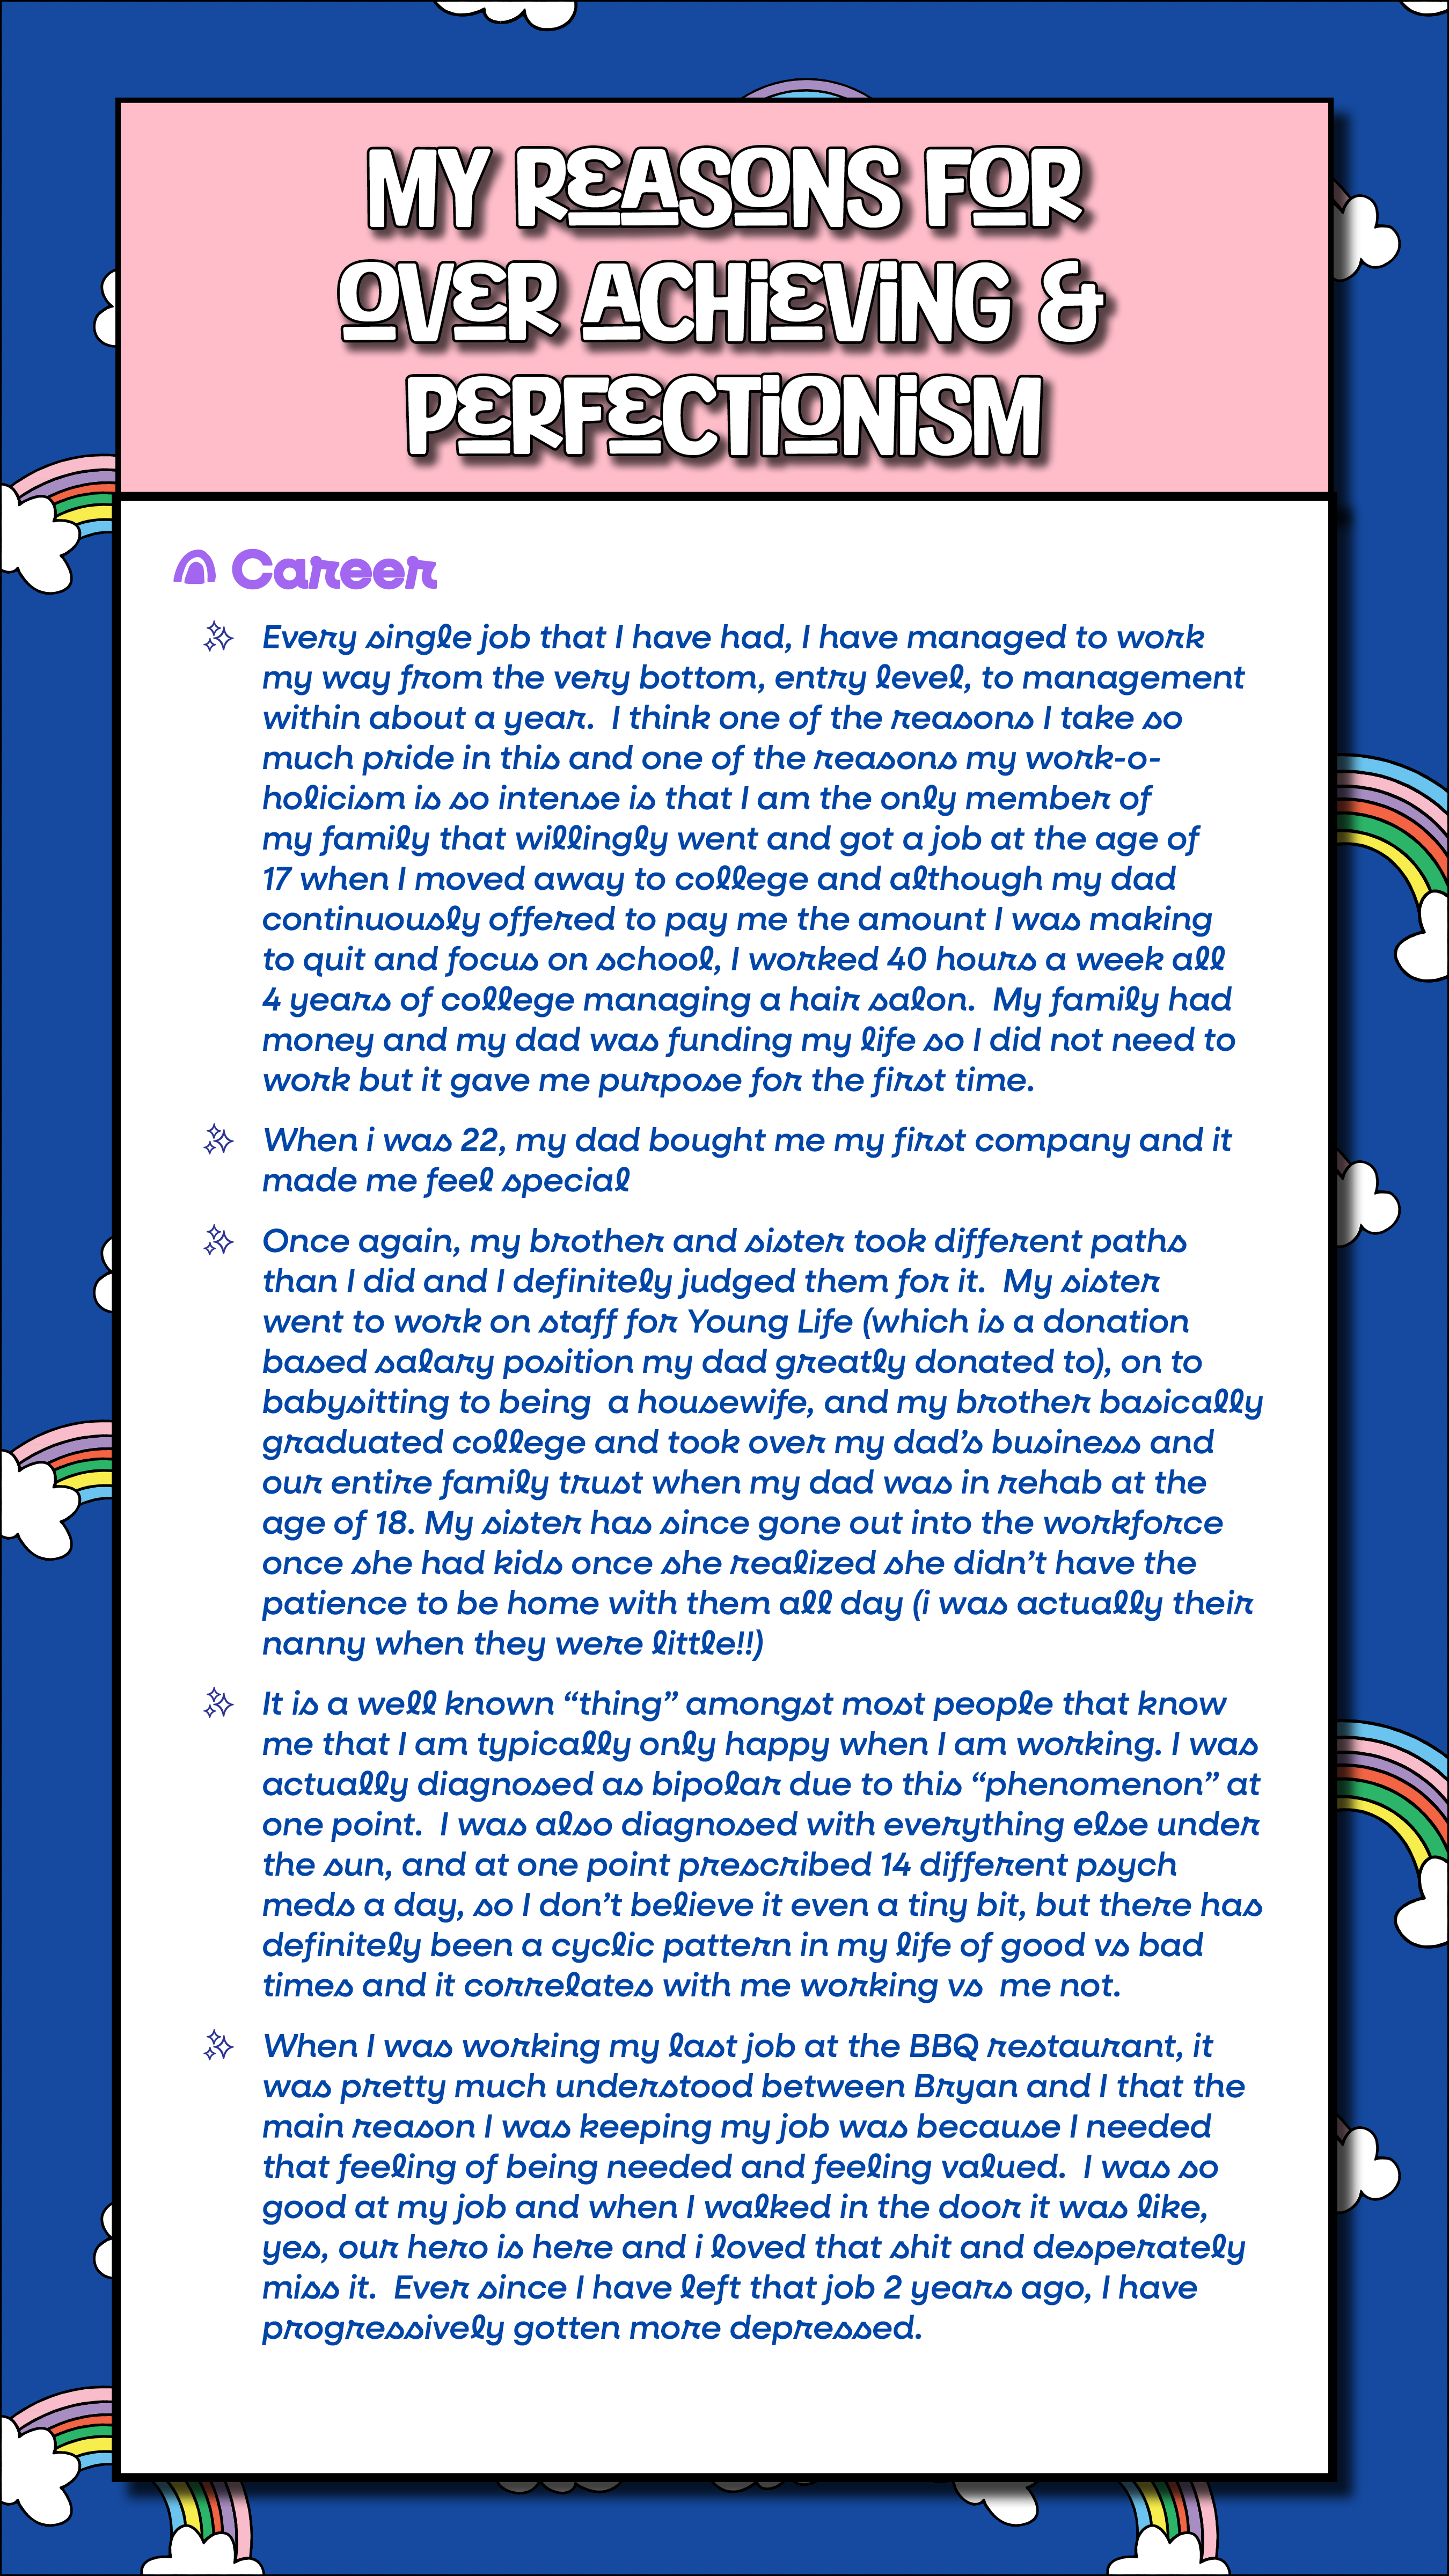 MY REASONS FOR
OVER ACHiEViNG &
PERFECTiONiSM
Career
Every single job that I have had, I have managed to work
my way from the very bottom, entry level, to management
within about a year.  I think one of the reasons I take so
much pride in this and one of the reasons my work-o-
holicism is so intense is that I am the only member of
my family that willingly went and got a job at the age of
17 when I moved away to college and although my dad
continuously offered to pay me the amount I was making
to quit and focus on school, I worked 40 hours a week all
4 years of college managing a hair salon.  My family had
money and my dad was funding my life so I did not need to
work but it gave me purpose for the first time.
When i was 22, my dad bought me my first company and it
made me feel special
Once again, my brother and sister took different paths
than I did and I definitely judged them for it.  My sister
went to work on staff for Young Life (which is a donation
based salary position my dad greatly donated to), on to
babysitting to being  a housewife, and my brother basically
graduated college and took over my dad's business and
our entire family trust when my dad was in rehab at the
age of 18. My sister has since gone out into the workforce
once she had kids once she realized she didn't have the
patience to be home with them all day (i was actually their
nanny when they were little!!)
It is a well known “thing” amongst most people that know
me that I am typically only happy when I am working. I was
actually diagnosed as bipolar due to this “phenomenon” at
one point.  I was also diagnosed with everything else under
the sun, and at one point prescribed 14 different psych
meds a day, so I don't believe it even a tiny bit, but there has
definitely been a cyclic pattern in my life of good vs bad
times and it correlates with me working vs  me not.
When I was working my last job at the BBQ restaurant, it
was pretty much understood between Bryan and I that the
main reason I was keeping my job was because I needed
that feeling of being needed and feeling valued.  I was so
good at my job and when I walked in the door it was like,
yes, our hero is here and i loved that shit and desperately
miss it.  Ever since I have left that job 2 years ago, I have
progressively gotten more depressed.